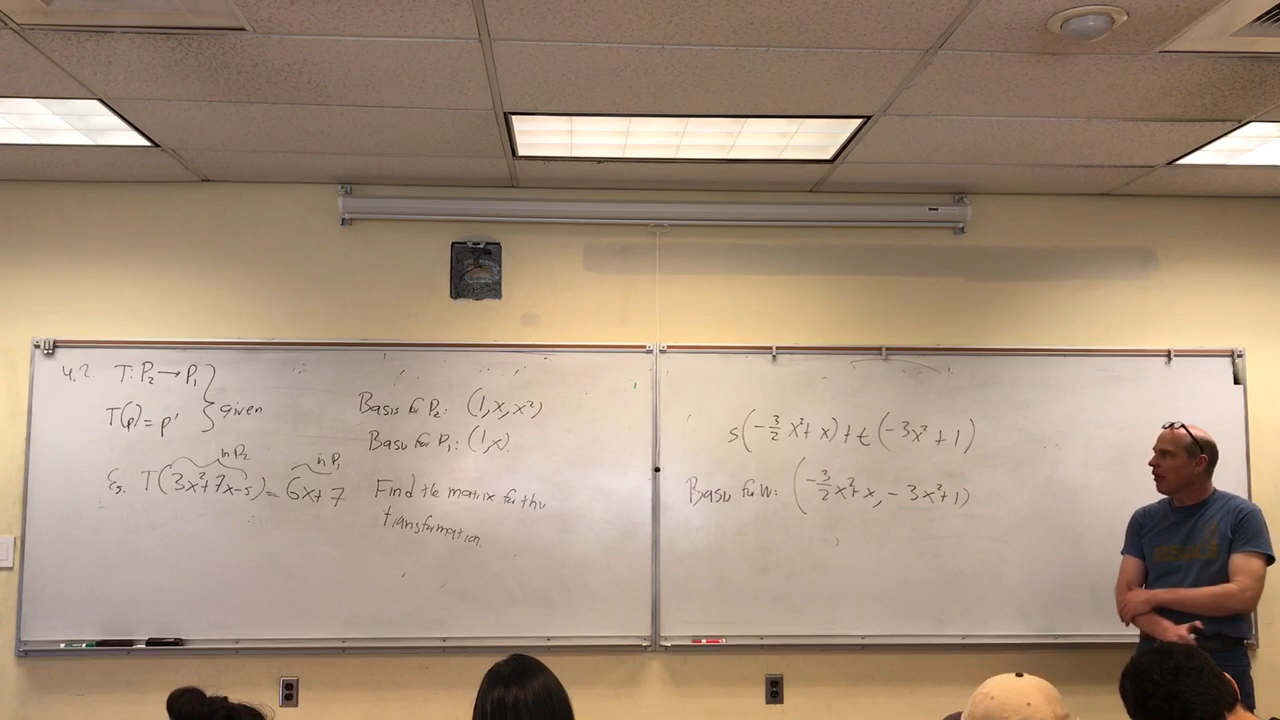 4.2. T: P₂ → P₁
T(p) = p' } given
Basis for P₂: (1, x, x²)
Basis for P₁: (1, x).
in P₂ in P₁
Eg. T(3x²+7x-5) = 6x+7
Find the matrix for this
transformation.
s(-3/2 x²+x)+t(-3x²+1)
Basis for W: (-3/2 x²+x, -3x²+1)